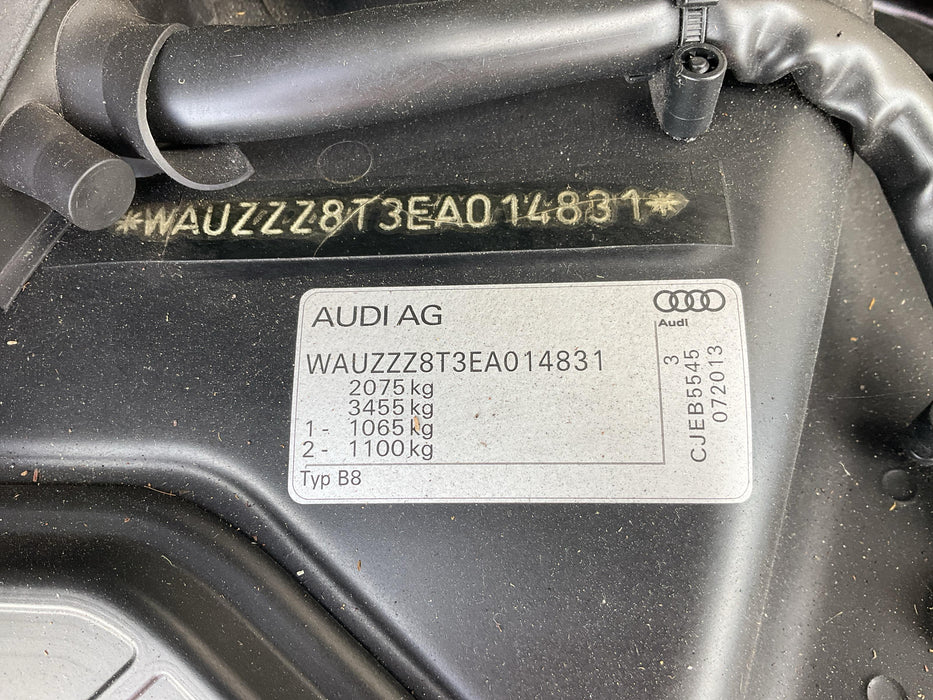 *WAUZZZ8T3EA014831*
AUDI AG
Audi
WAUZZZ8T3EA014831
2075 kg
3455 kg
1- 1065 kg
2- 1100 kg
Typ B8
CJEB5545 3
072013